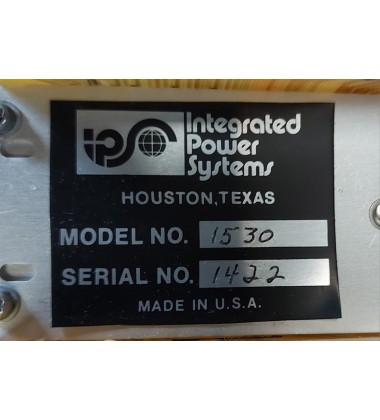 ips Integrated
Power
Systems
HOUSTON, TEXAS
MODEL NO. 1530
SERIAL NO. 1422
MADE IN U.S.A.